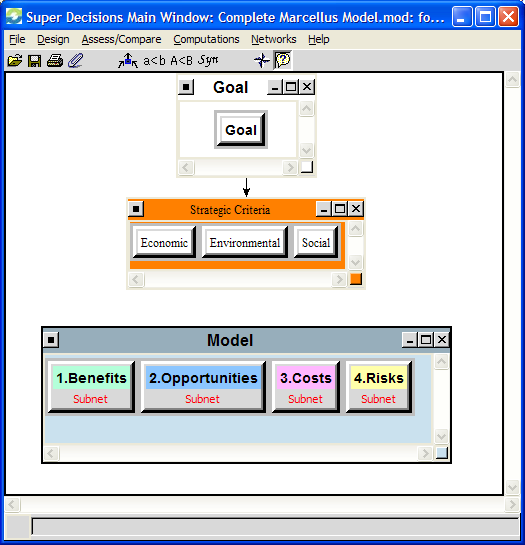 Super Decisions Main Window: Complete Marcellus Model.mod: fo...
File Design Assess/Compare Computations Networks Help
a<b A<B Syn
Goal
Goal
Strategic Criteria
Economic Environmental Social
Model
1.Benefits 2.Opportunities 3.Costs 4.Risks
Subnet Subnet Subnet Subnet